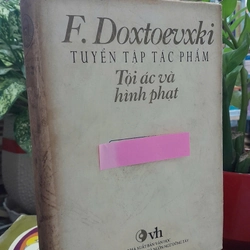 F. Doxtoevxki
TUYỂN TẬP TÁC PHẨM
Tội ác và
hình phạt
vh